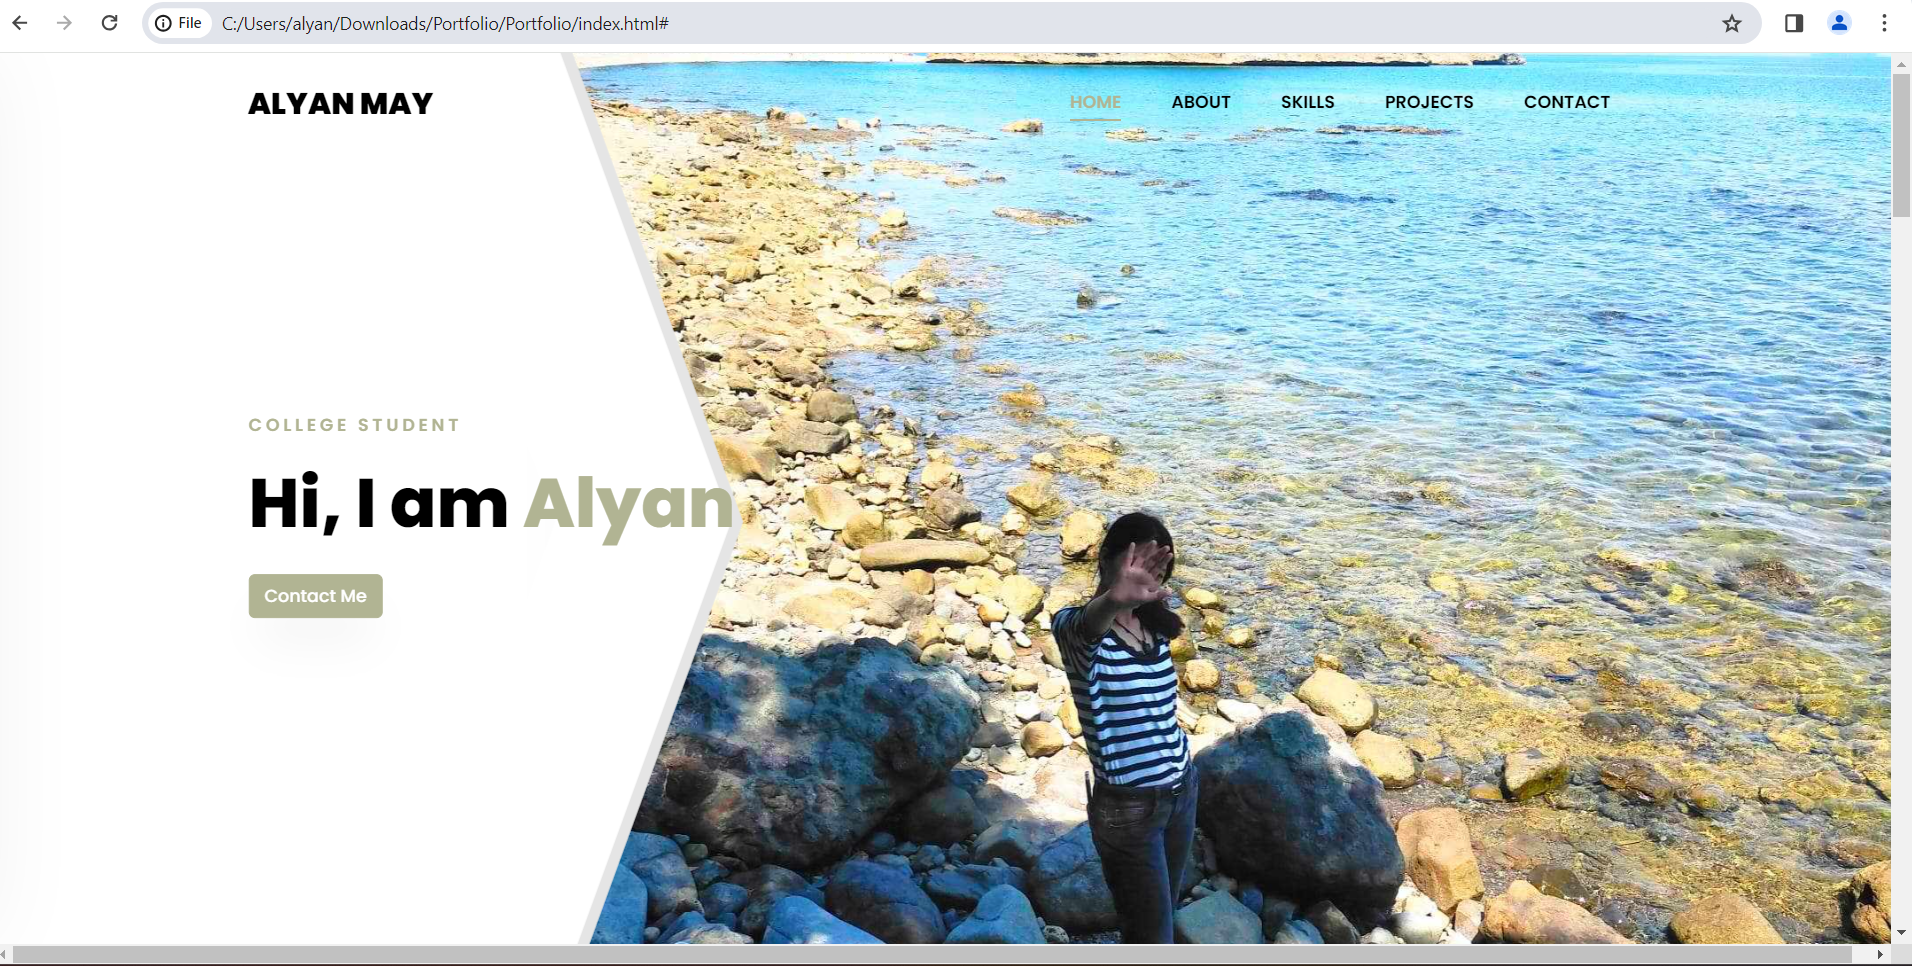 File C:/Users/alyan/Downloads/Portfolio/Portfolio/index.html#
ALYAN MAY
HOME ABOUT SKILLS PROJECTS CONTACT
COLLEGE STUDENT
Hi, I am Alyan
Contact Me